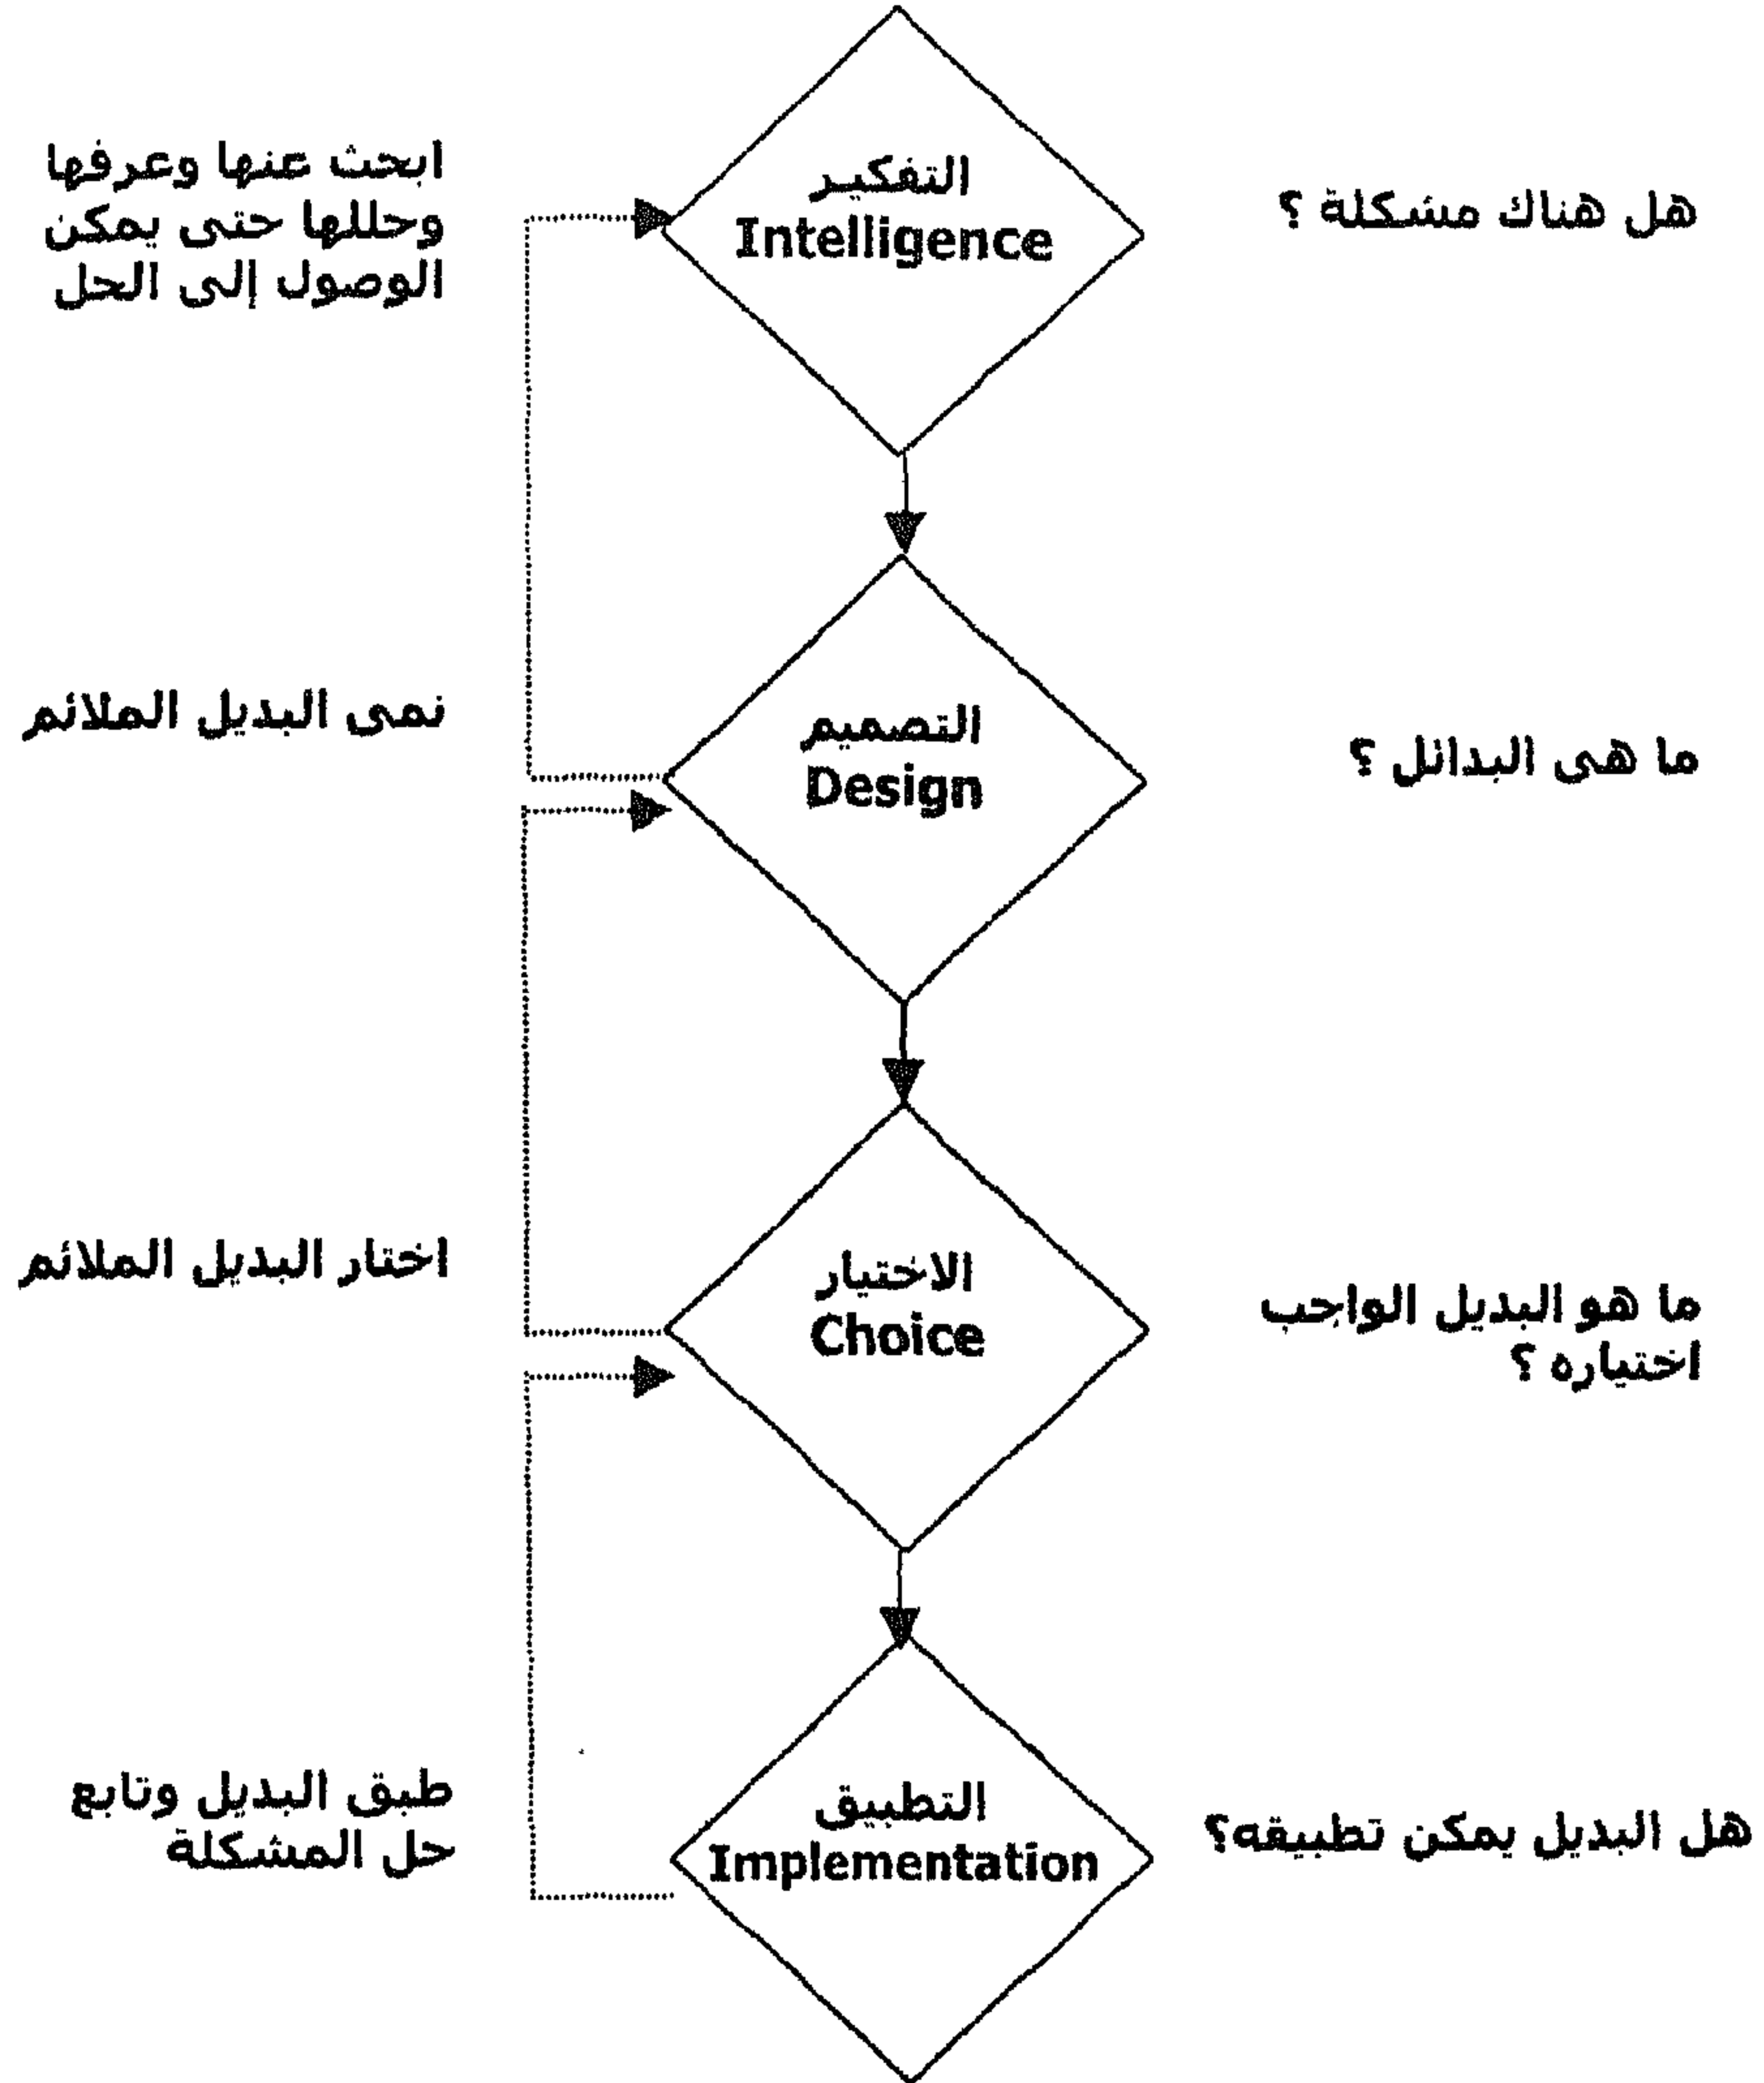 هل هناك مشكلة ؟
التفكير
Intelligence
ابحث عنها وعرفها
وحللها حتى يمكن
الوصول إلى الحل
ما هى البدائل ؟
التصميم
Design
نمى البديل الملائم
ما هو البديل الواجب
اختياره ؟
الاختيار
Choice
اختار البديل الملائم
هل البديل يمكن تطبيقه؟
التطبيق
Implementation
طبق البديل وتابع
حل المشكلة